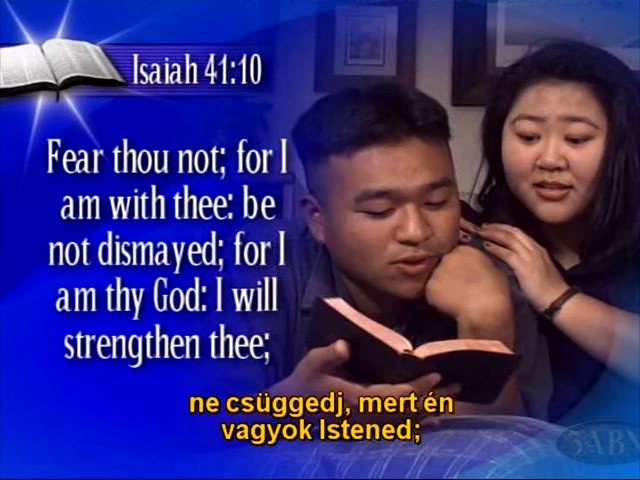 Isaiah 41:10
Fear thou not; for I
am with thee: be
not dismayed; for I
am thy God: I will
strengthen thee;
ne csüggedj, mert én
vagyok Istened;